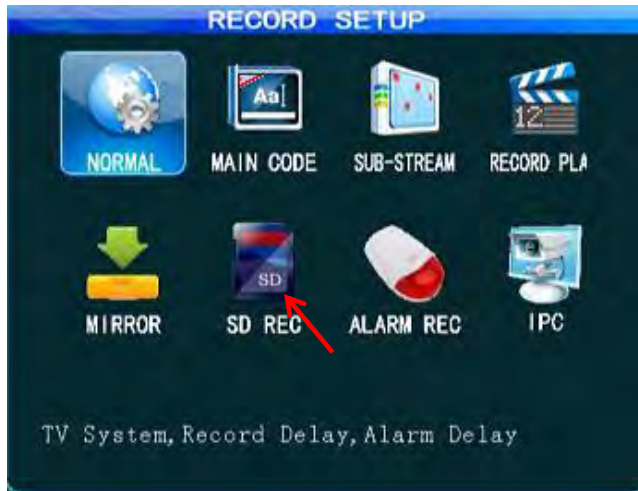 RECORD SETUP
Aa
12
NORMAL MAIN CODE SUB-STREAM RECORD PLA
SD
MIRROR SD REC ALARM REC IPC
TV System,Record Delay,Alarm Delay